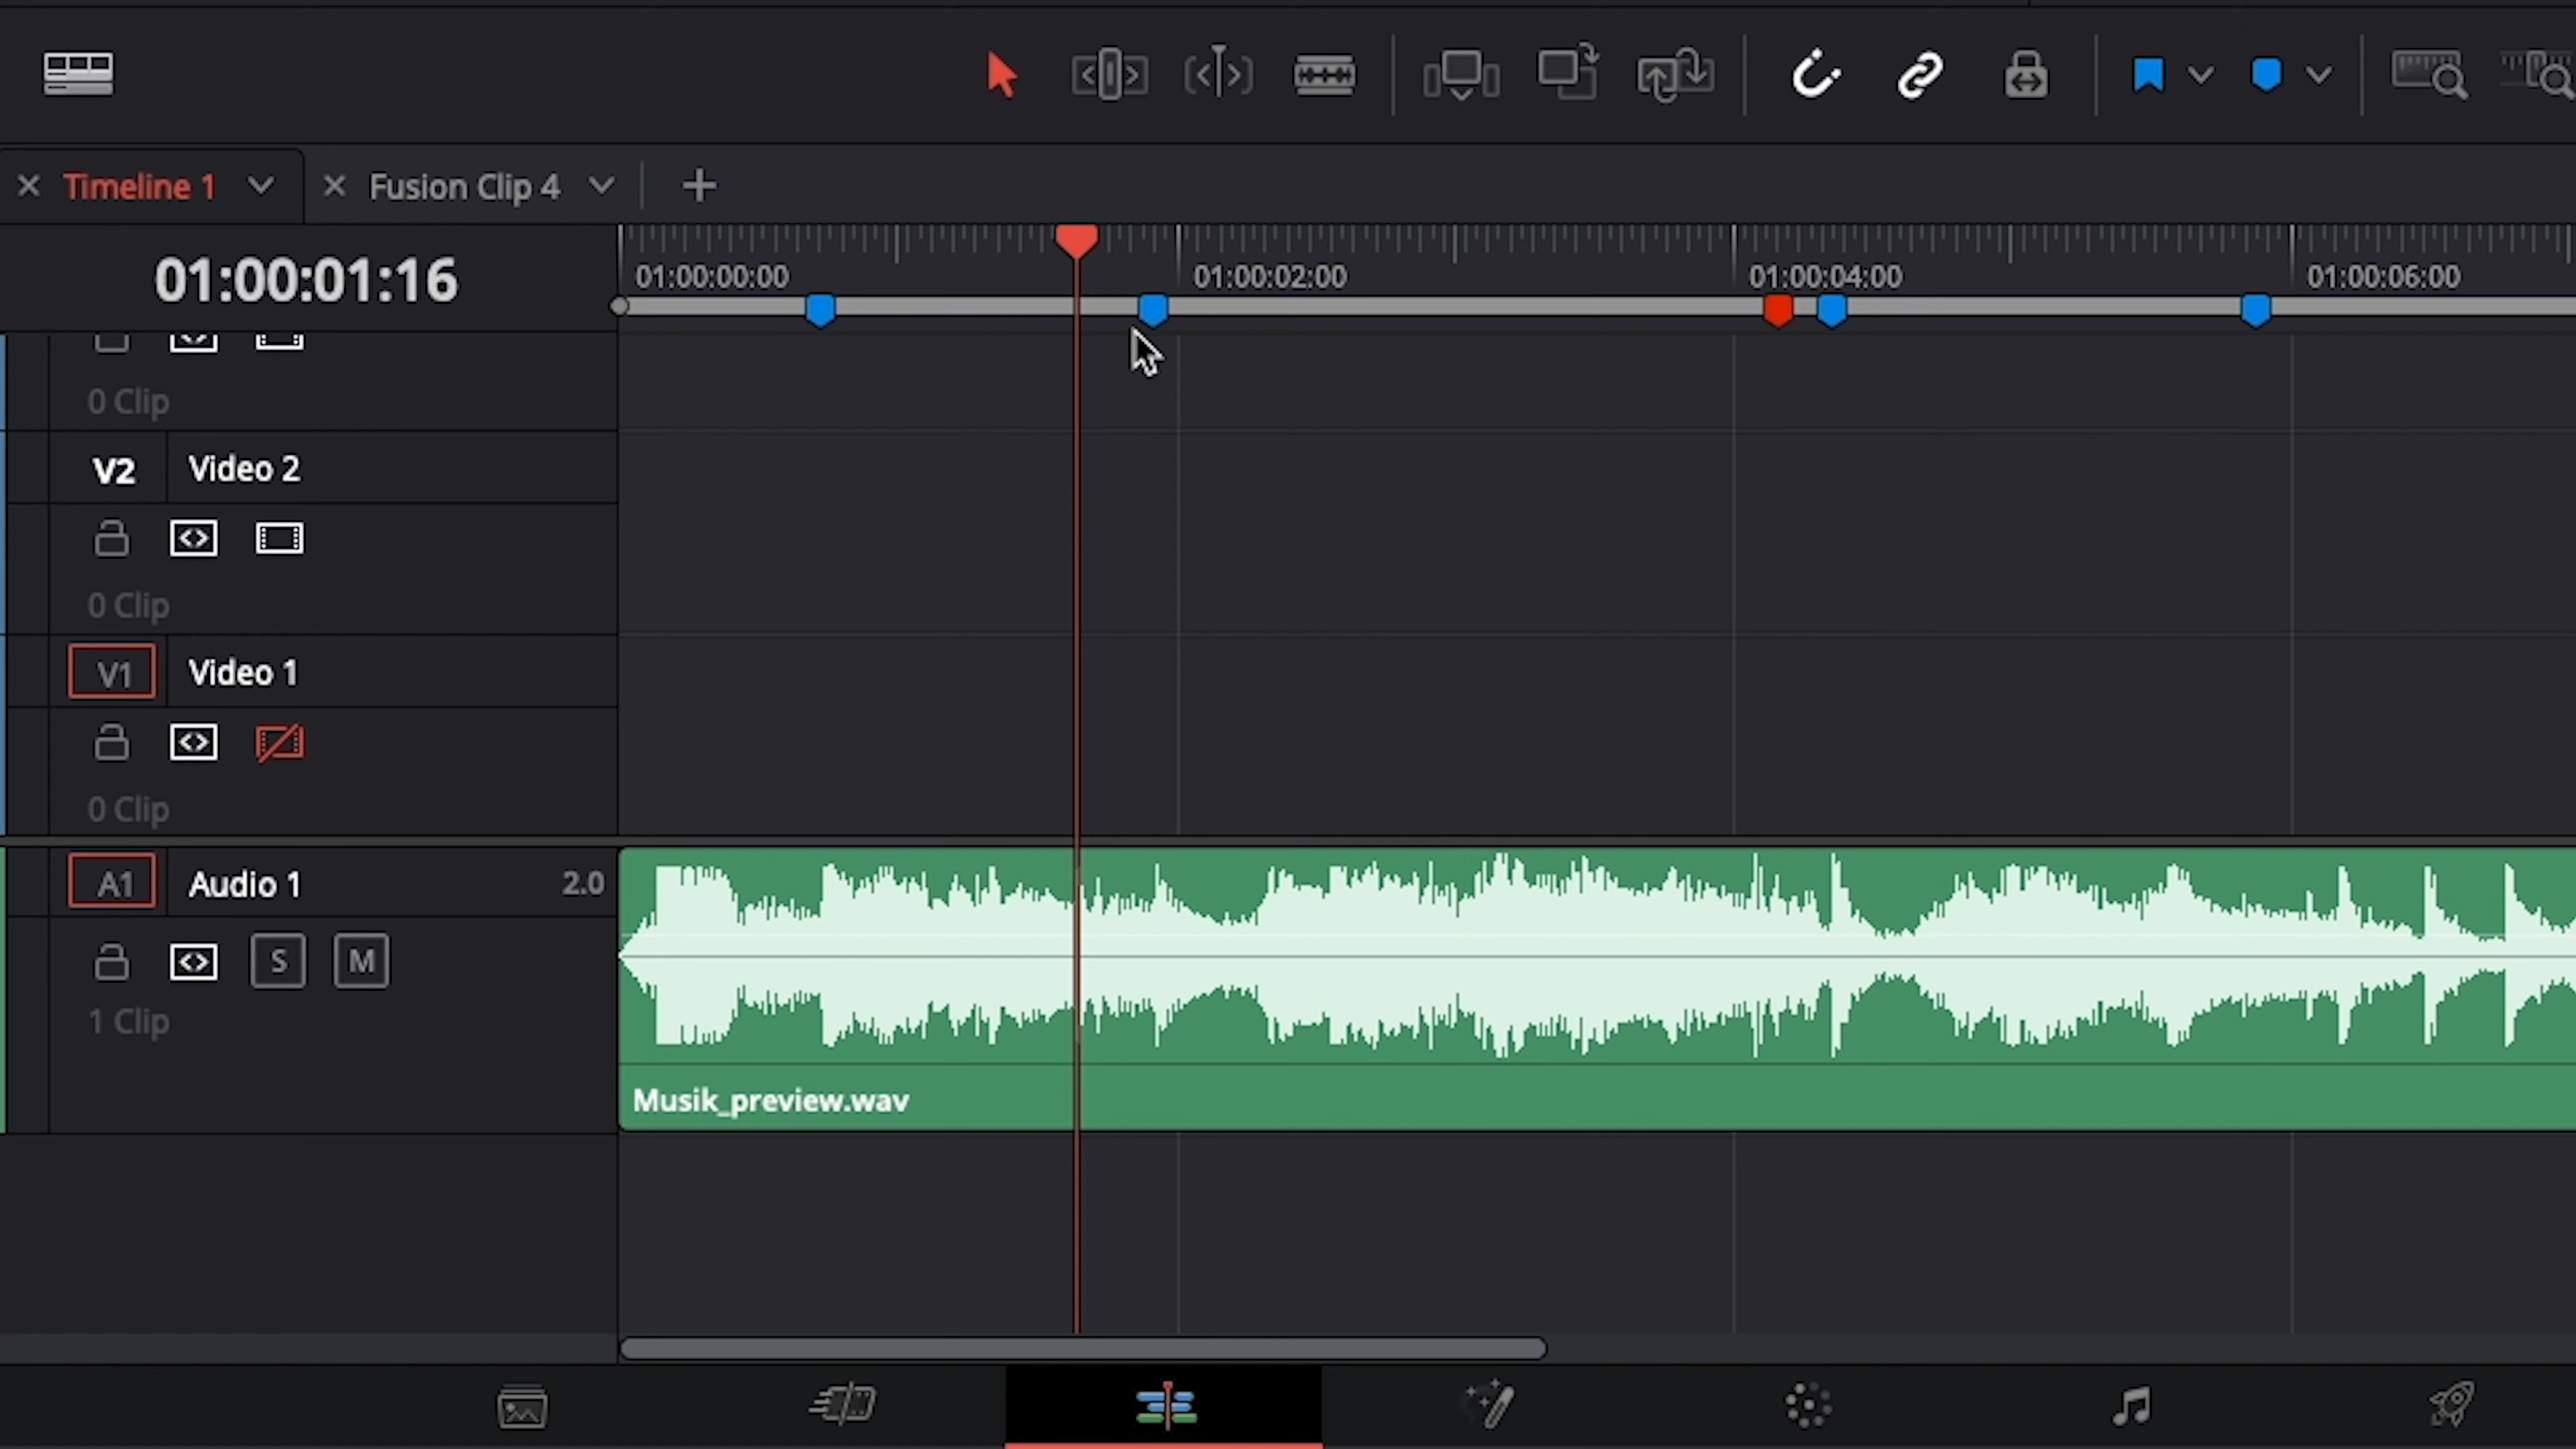 Timeline 1
Fusion Clip 4
01:00:01:16
01:00:00:00
01:00:02:00
01:00:04:00
01:00:06:00
0 Clip
V2 Video 2
0 Clip
V1 Video 1
0 Clip
A1 Audio 1 2.0
S M
1 Clip
Musik_preview.wav